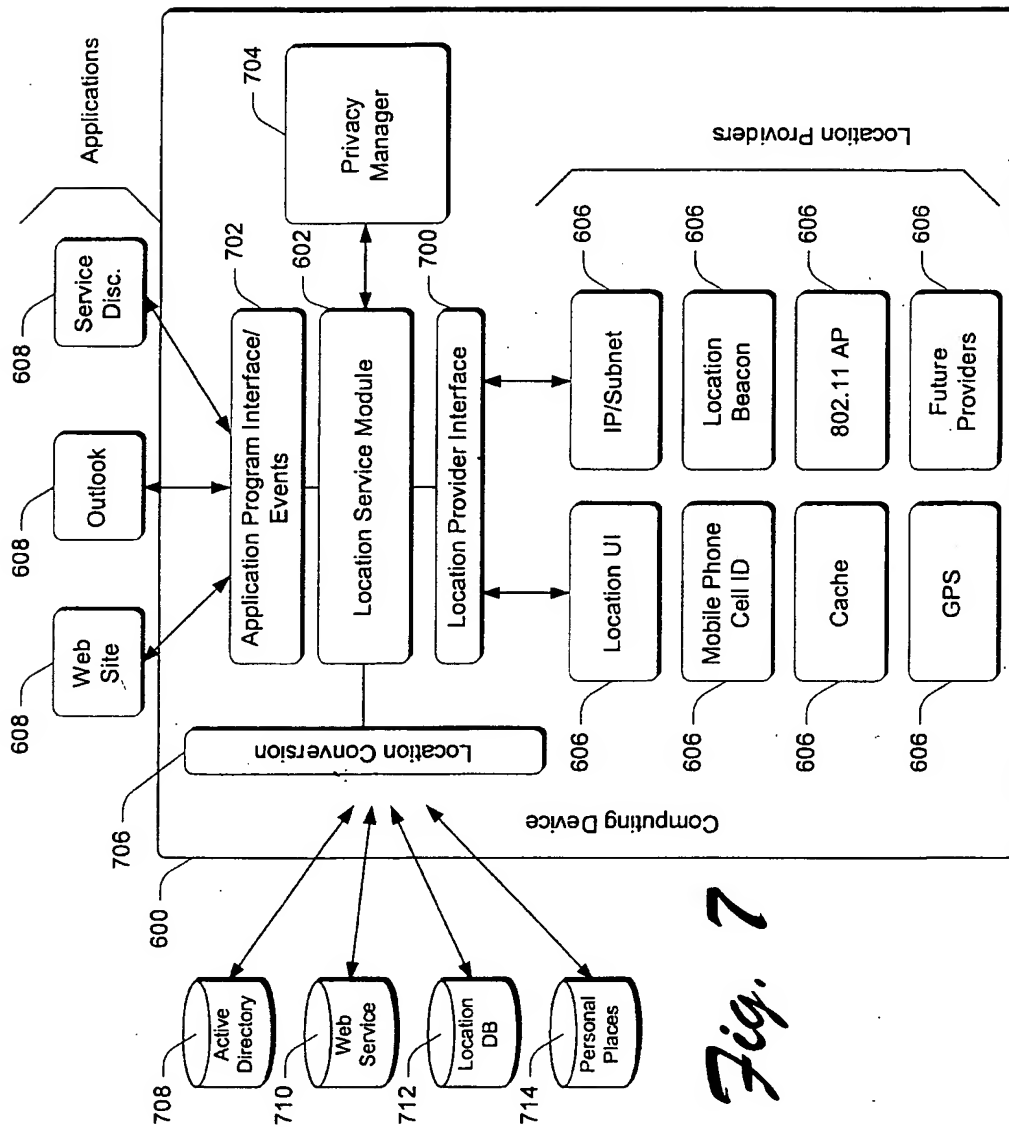 Applications
608
608
608
Web
Site
Outlook
Service
Disc.
702
602
700
704
Application Program Interface/
Events
Location Service Module
Location Provider Interface
Privacy
Manager
706
Location Conversion
600
Computing Device
708
Active
Directory
710
Web
Service
712
Location
DB
714
Personal
Places
Location Providers
606
Location UI
606
IP/Subnet
606
Mobile Phone
Cell ID
606
Location
Beacon
606
Cache
606
802.11 AP
606
GPS
606
Future
Providers
Fig. 7